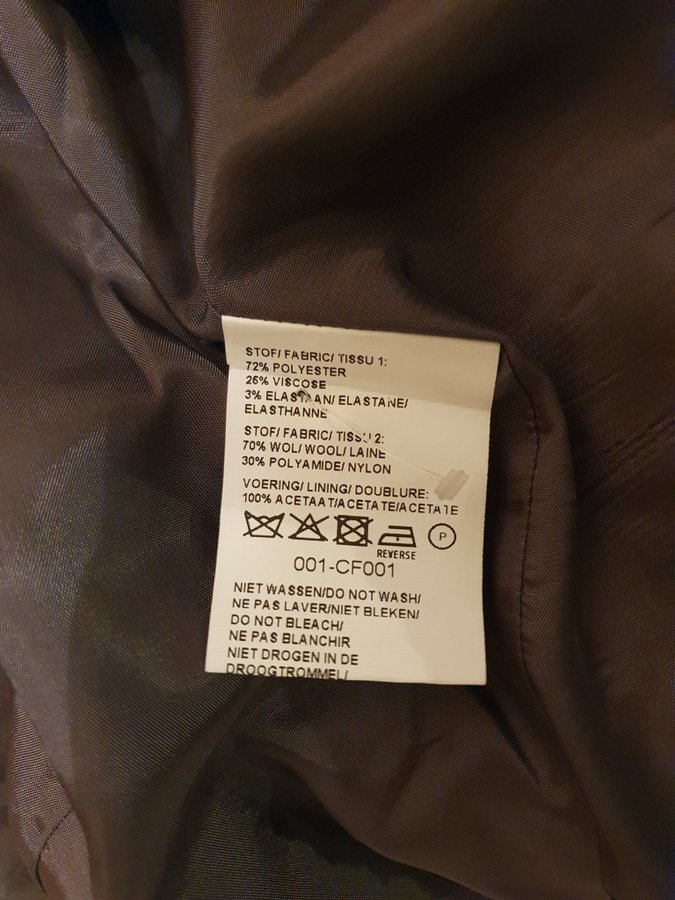 STOF/ FABRIC/ TISSU 1:
72% POLYESTER
25% VISCOSE
3% ELASTAAN/ ELASTANE/
ELASTHANNE
STOF/ FABRIC/ TISSU 2:
70% WOL/ WOOL/ LAINE
30% POLYAMIDE/ NYLON
VOERING/ LINING/ DOUBLURE:
100% ACETAAT/ACETATE/ACETATE
P
REVERSE
001-CF001
NIET WASSEN/DO NOT WASH/
NE PAS LAVER/NIET BLEKEN/
DO NOT BLEACH/
NE PAS BLANCHIR
NIET DROGEN IN DE
DROOGTROMMEL/